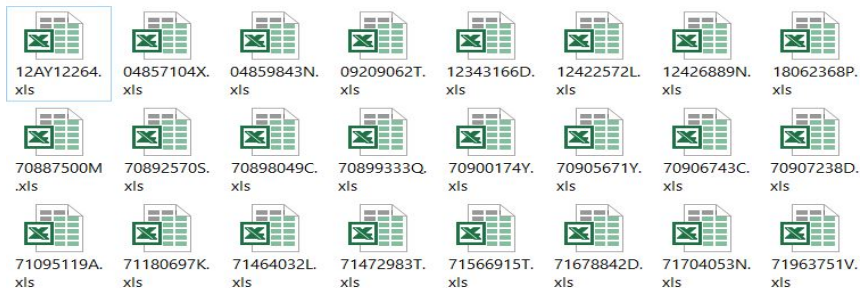 12AY12264. 04857104X. 04859843N. 09209062T. 12343166D. 12422572L. 12426889N. 18062368P.
xls xls xls xls xls xls xls xls
70887500M 70892570S. 70898049C. 70899333Q. 70900174Y. 70905671Y. 70906743C. 70907238D.
.xls xls xls xls xls xls xls xls
71095119A. 71180697K. 71464032L. 71472983T. 71566915T. 71678842D. 71704053N. 71963751V.
xls xls xls xls xls xls xls xls